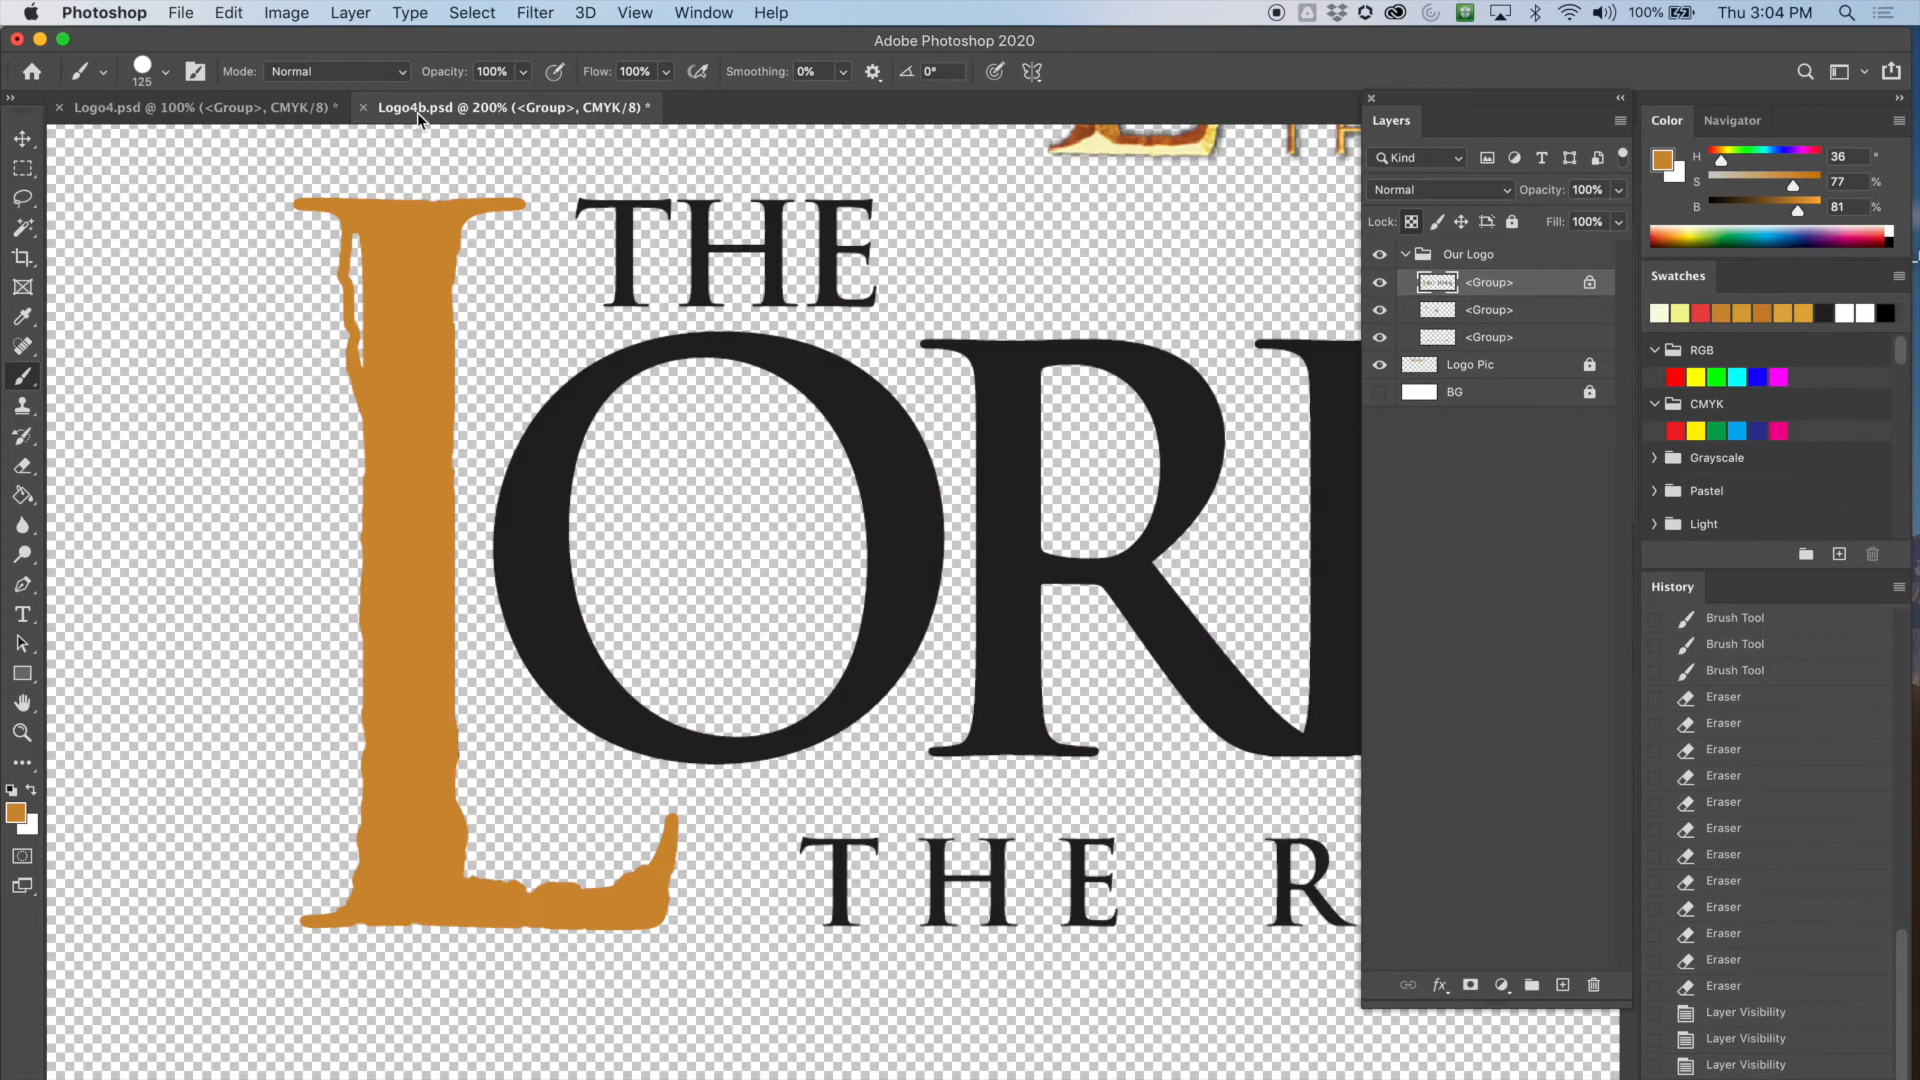 Photoshop File Edit Image Layer Type Select Filter 3D View Window Help 100% Thu 3:04 PM
Adobe Photoshop 2020
125 Mode: Normal Opacity: 100% Flow: 100% Smoothing: 0% 0°
Logo4.psd @ 100% (<Group>, CMYK/8) * Logo4b.psd @ 200% (<Group>, CMYK/8) *
Layers
Kind
Normal Opacity: 100%
Lock: Fill: 100%
Our Logo
<Group>
<Group>
<Group>
Logo Pic
BG
Color Navigator
H 36 °
S 77 %
B 81 %
Swatches
RGB
CMYK
Grayscale
Pastel
Light
History
Brush Tool
Brush Tool
Brush Tool
Eraser
Eraser
Eraser
Eraser
Eraser
Eraser
Eraser
Eraser
Eraser
Eraser
Eraser
Eraser
Layer Visibility
Layer Visibility
Layer Visibility
THE
LOR
THE R